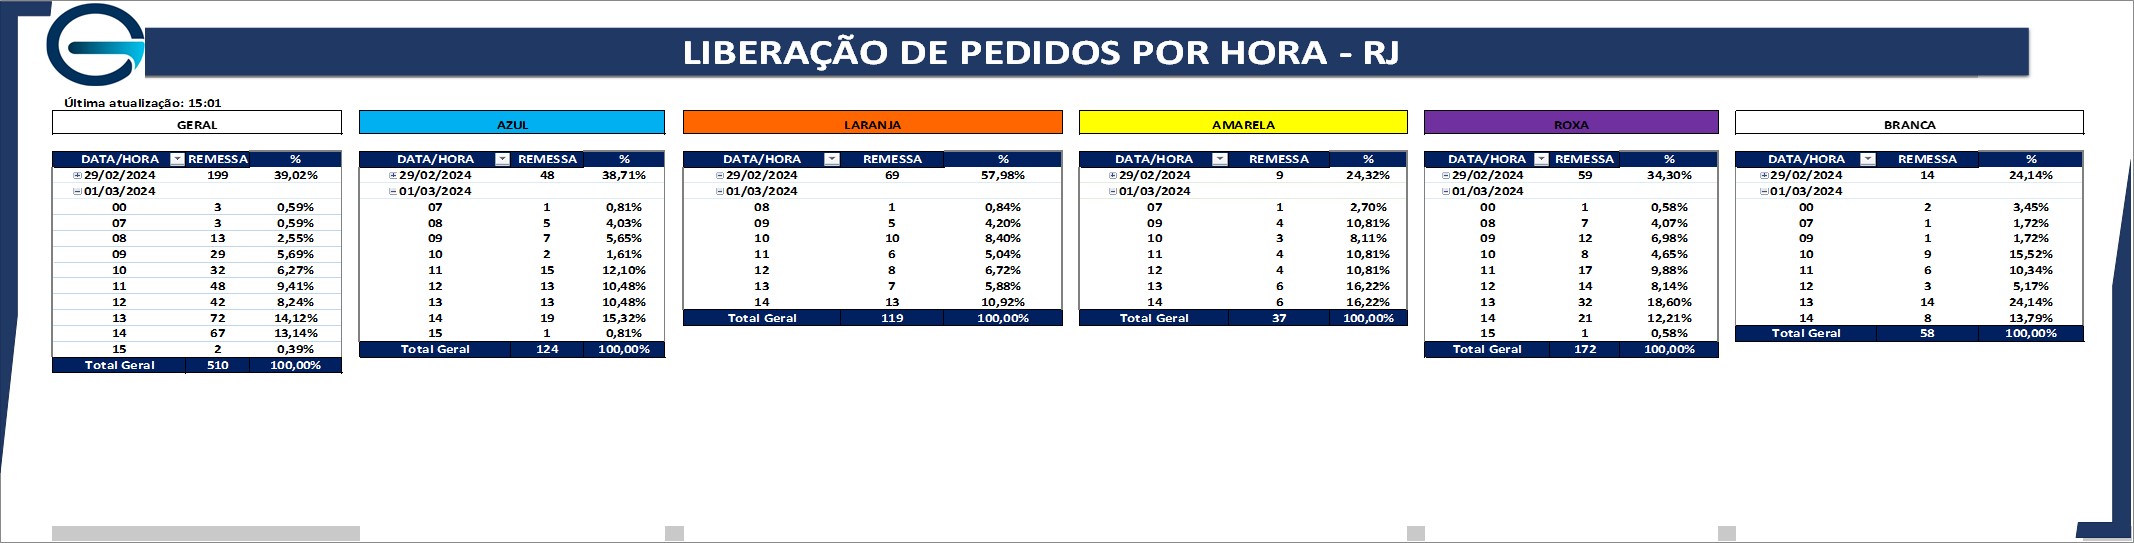 LIBERAÇÃO DE PEDIDOS POR HORA - RJ
Última atualização: 15:01
GERAL
DATA/HORA REMESSA %
29/02/2024 199 39,02%
01/03/2024
00 3 0,59%
07 3 0,59%
08 13 2,55%
09 29 5,69%
10 32 6,27%
11 48 9,41%
12 42 8,24%
13 72 14,12%
14 67 13,14%
15 2 0,39%
Total Geral 510 100,00%
AZUL
DATA/HORA REMESSA %
29/02/2024 48 38,71%
01/03/2024
07 1 0,81%
08 5 4,03%
09 7 5,65%
10 2 1,61%
11 15 12,10%
12 13 10,48%
13 13 10,48%
14 19 15,32%
15 1 0,81%
Total Geral 124 100,00%
LARANJA
DATA/HORA REMESSA %
29/02/2024 69 57,98%
01/03/2024
08 1 0,84%
09 5 4,20%
10 10 8,40%
11 6 5,04%
12 8 6,72%
13 7 5,88%
14 13 10,92%
Total Geral 119 100,00%
AMARELA
DATA/HORA REMESSA %
29/02/2024 9 24,32%
01/03/2024
07 1 2,70%
09 4 10,81%
10 3 8,11%
11 4 10,81%
12 4 10,81%
13 6 16,22%
14 6 16,22%
Total Geral 37 100,00%
ROXA
DATA/HORA REMESSA %
29/02/2024 59 34,30%
01/03/2024
00 1 0,58%
08 7 4,07%
09 12 6,98%
10 8 4,65%
11 17 9,88%
12 14 8,14%
13 32 18,60%
14 21 12,21%
15 1 0,58%
Total Geral 172 100,00%
BRANCA
DATA/HORA REMESSA %
29/02/2024 14 24,14%
01/03/2024
00 2 3,45%
07 1 1,72%
09 1 1,72%
10 9 15,52%
11 6 10,34%
12 3 5,17%
13 14 24,14%
14 8 13,79%
Total Geral 58 100,00%